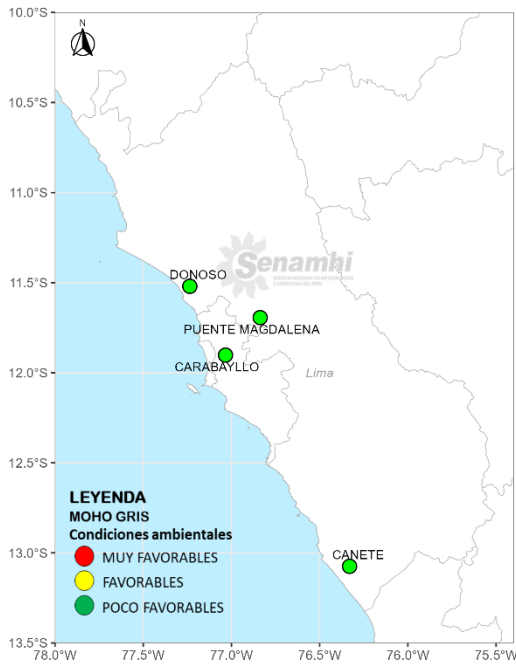 10.0°S
N
10.5°S
11.0°S
11.5°S
Senamhi
DONOSO
PUENTE MAGDALENA
12.0°S
CARABAYLLO
Lima
12.5°S
LEYENDA
MOHO GRIS
Condiciones ambientales
MUY FAVORABLES
FAVORABLES
POCO FAVORABLES
13.0°S
CANETE
13.5°S
78.0°W 77.5°W 77.0°W 76.5°W 76.0°W 75.5°W